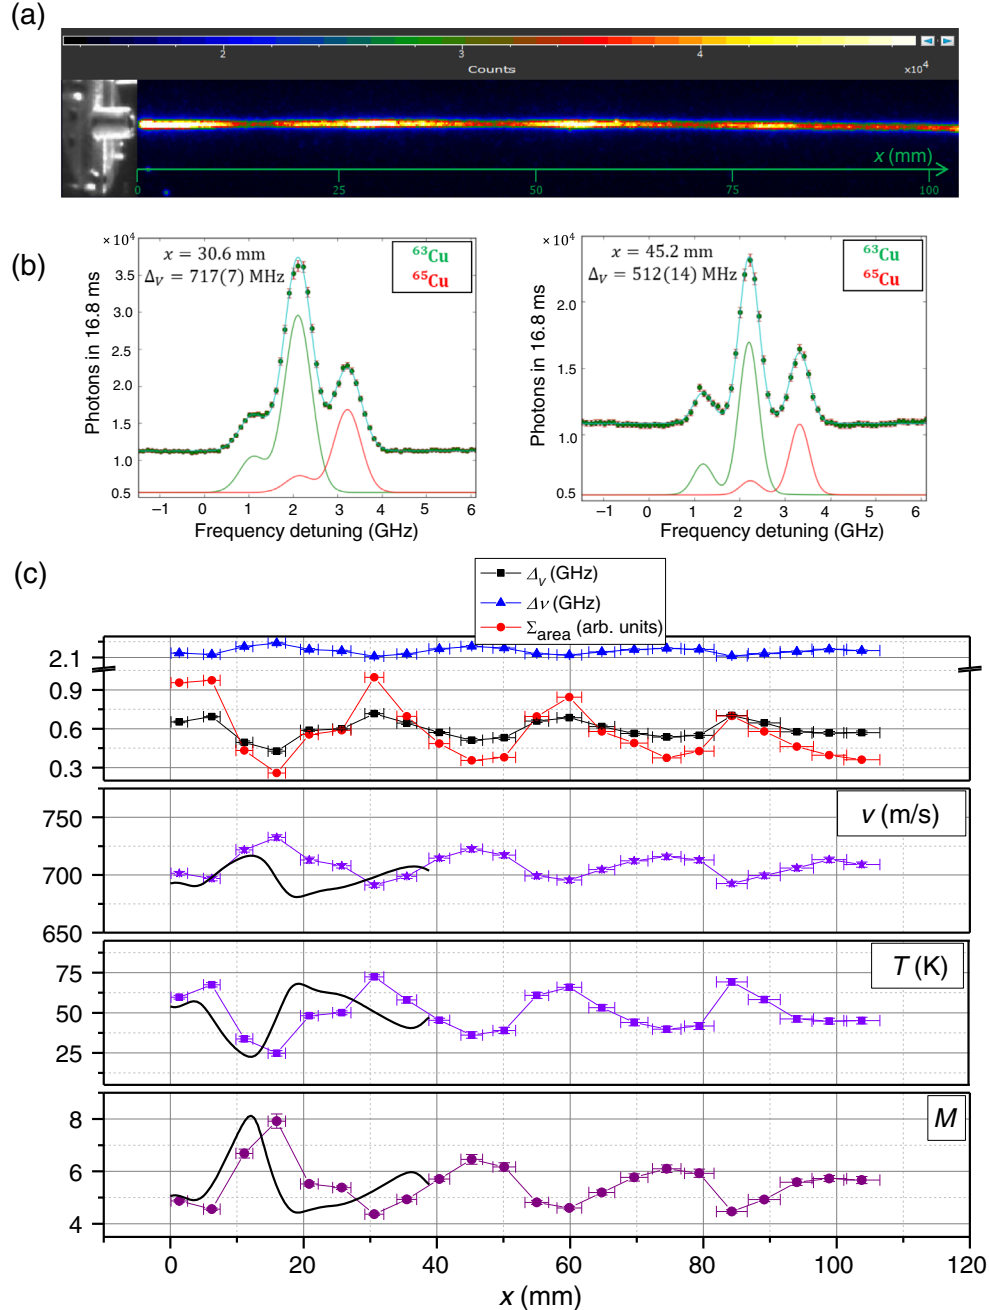 (a)
2 3 4
Counts
×10⁴
x (mm)
0 25 50 75 100
(b)
×10⁴
x = 30.6 mm
Δ_V = 717(7) MHz
⁶³Cu
⁶⁵Cu
Photons in 16.8 ms
3.5
3.0
2.5
2.0
1.5
1.0
0.5
−1 0 1 2 3 4 5 6
Frequency detuning (GHz)
x = 45.2 mm
Δ_V = 512(14) MHz
⁶³Cu
⁶⁵Cu
×10⁴
Photons in 16.8 ms
2.0
1.5
1.0
0.5
−1 0 1 2 3 4 5 6
Frequency detuning (GHz)
(c)
Δ_V (GHz)
Δν (GHz)
Σ_area (arb. units)
2.1
0.9
0.6
0.3
v (m/s)
750
700
650
T (K)
75
50
25
M
8
6
4
0 20 40 60 80 100 120
x (mm)